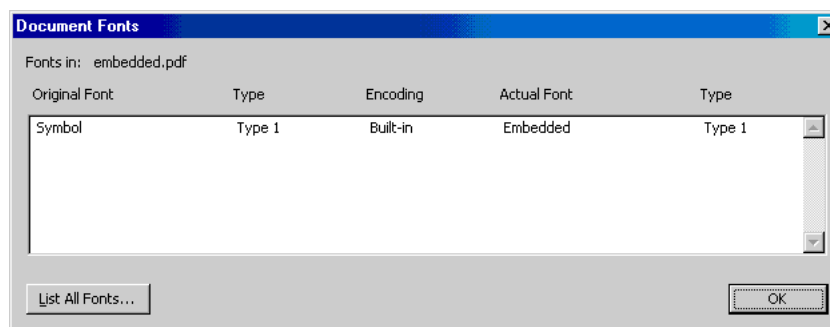 Document Fonts
Fonts in: embedded.pdf
Original Font Type Encoding Actual Font Type
Symbol Type 1 Built-in Embedded Type 1
List All Fonts... OK